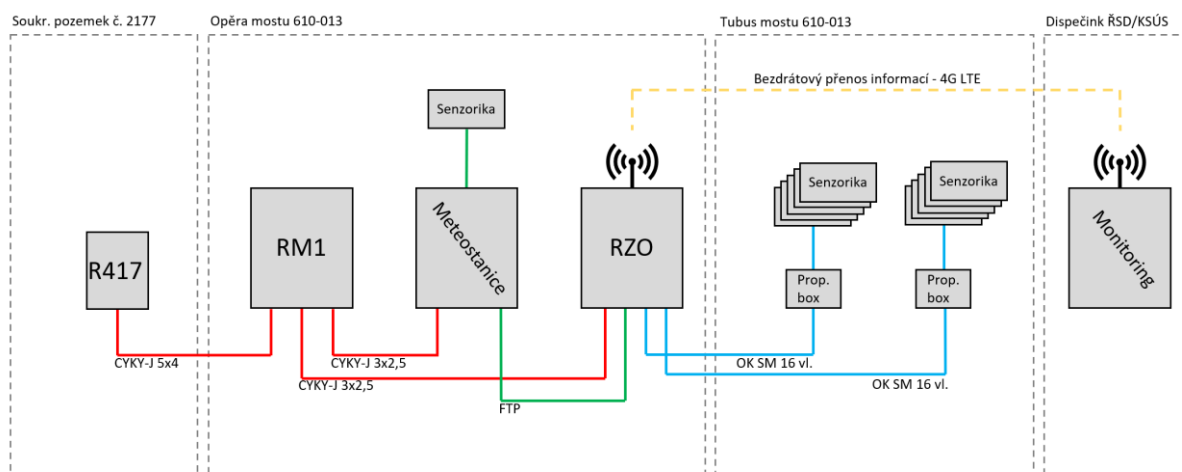 Soukr. pozemek č. 2177
Opěra mostu 610-013
Tubus mostu 610-013
Dispečink ŘSD/KSÚS
Bezdrátový přenos informací - 4G LTE
Senzorika
Senzorika
Senzorika
R417
RM1
Meteostanice
RZO
Prop.
box
Prop.
box
Monitoring
CYKY-J 5x4
CYKY-J 3x2,5
CYKY-J 3x2,5
FTP
OK SM 16 vl.
OK SM 16 vl.